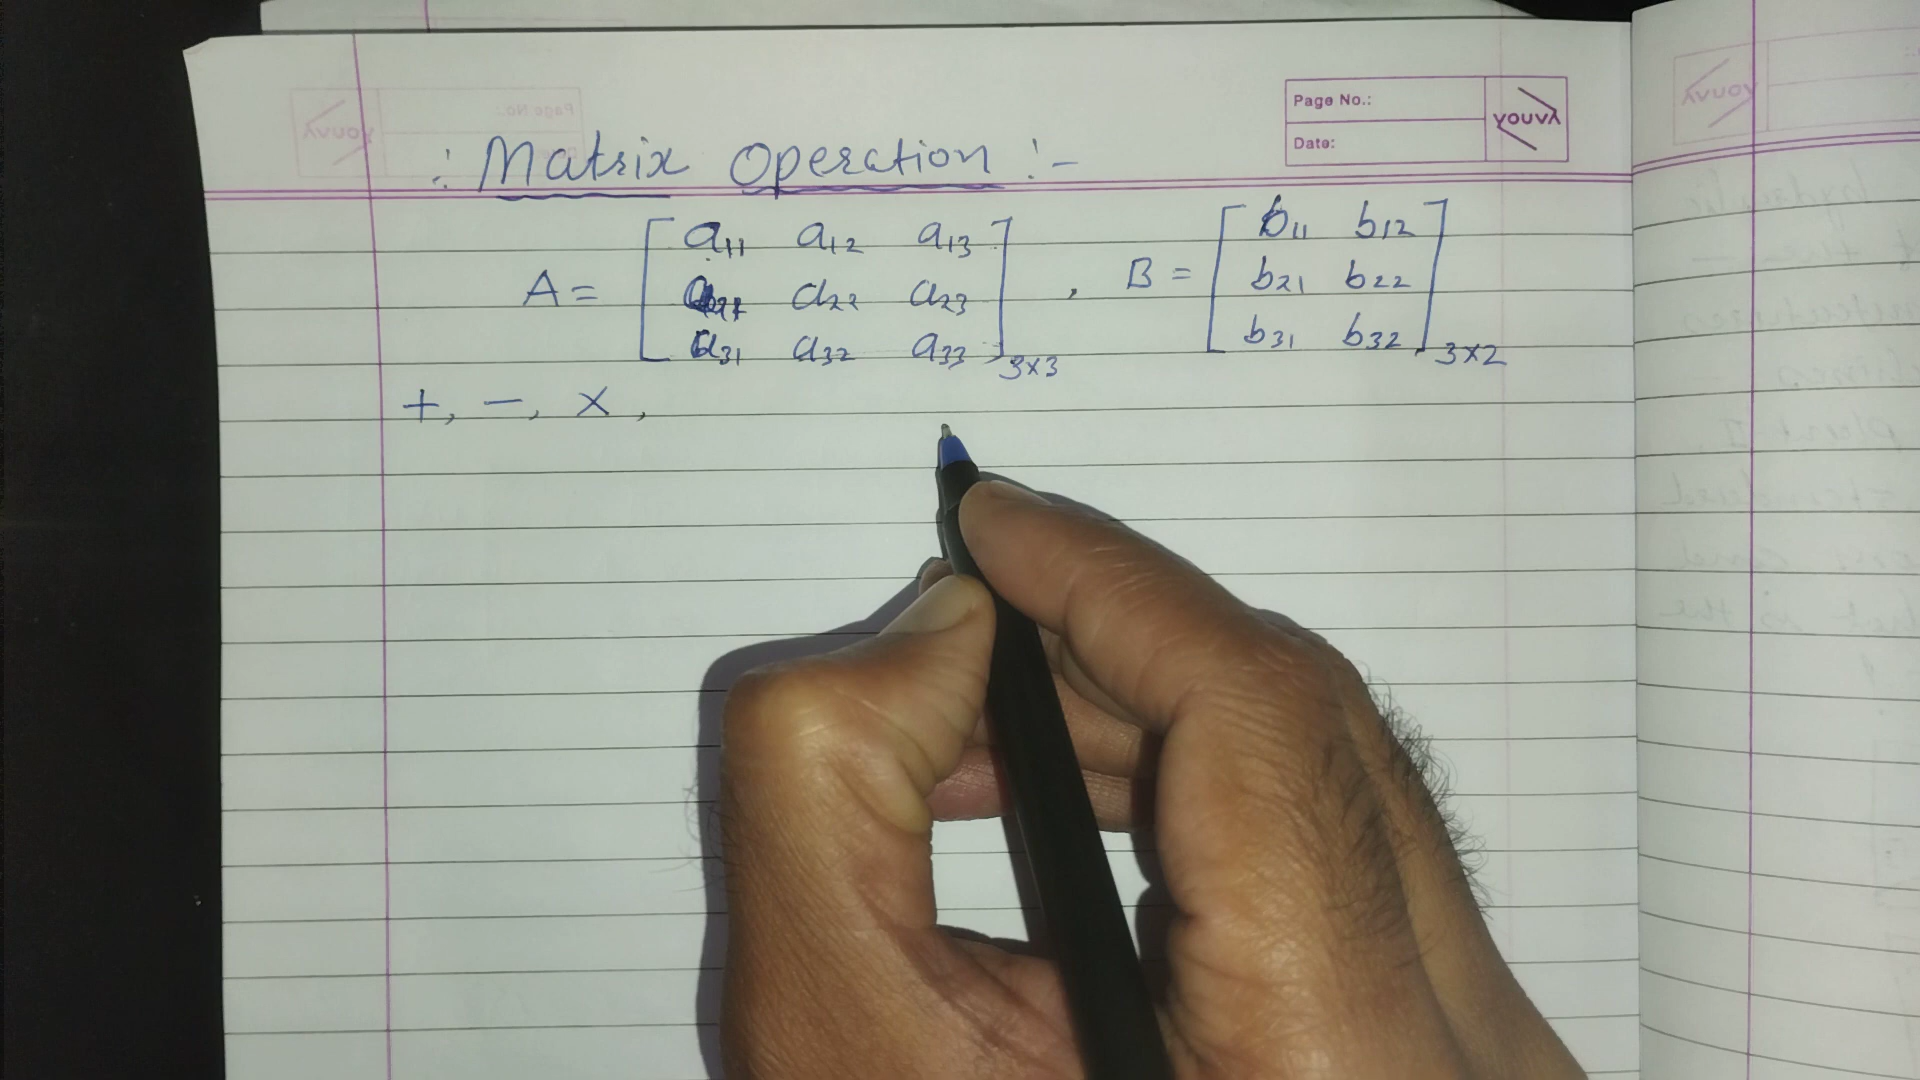 Page No.:
youva
Date:
: Matrix Operation :-
A = [ a11 a12 a13
a21 a22 a23
a31 a32 a33 ]3×3 , B = [ b11 b12
b21 b22
b31 b32 ]3×2
+, −, ×,